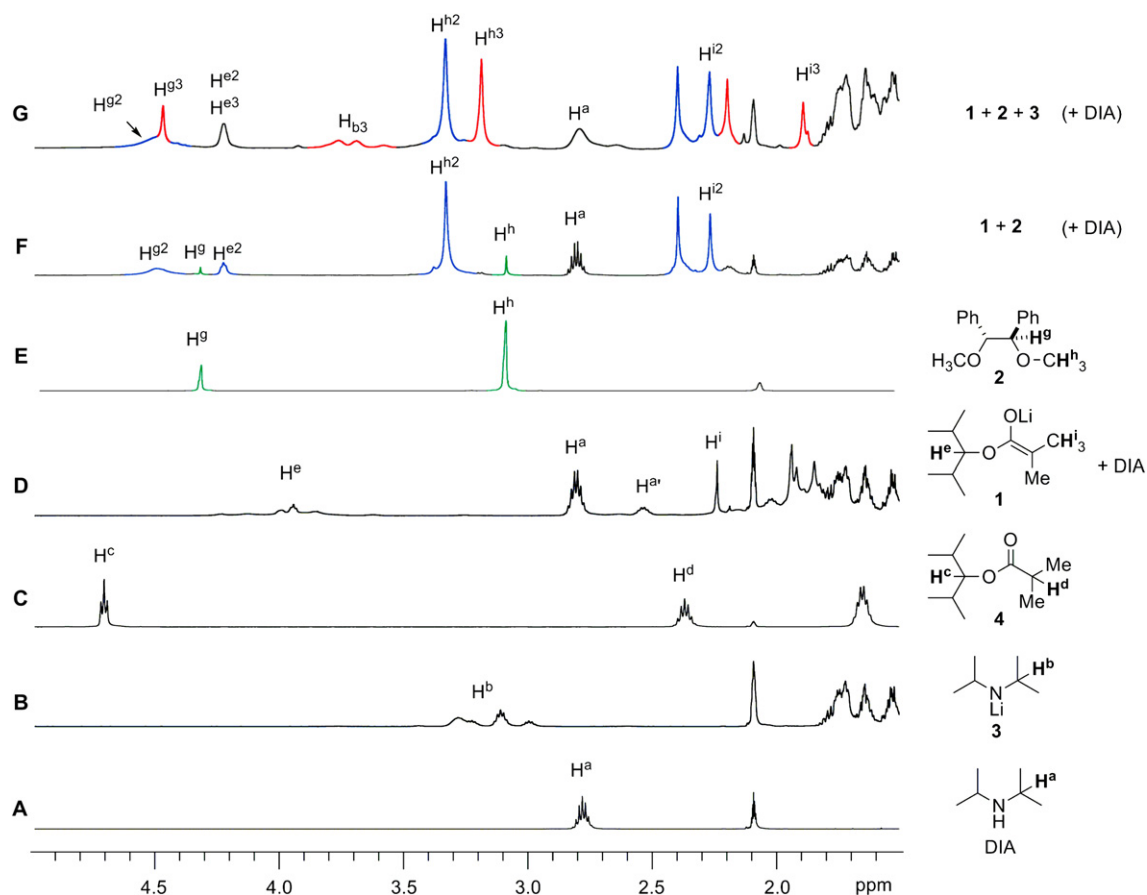 G
H^g2
H^g3
H^e2
H^e3
H_b3
H^h2
H^h3
H^a
H^i2
H^i3
1 + 2 + 3 (+ DIA)
F
H^g2
H^g
H^e2
H^h2
H^h
H^a
H^i2
1 + 2 (+ DIA)
E
H^g
H^h
Ph Ph
H^g
H3CO O–CH^h3
2
D
H^e
H^a
H^a'
H^i
OLi
H^e O CH^i3
Me
+ DIA
1
C
H^c
H^d
O
Me
H^c O H^d
Me
4
B
H^b
H^b
N
Li
3
A
H^a
H^a
N
H
DIA
4.5 4.0 3.5 3.0 2.5 2.0 ppm